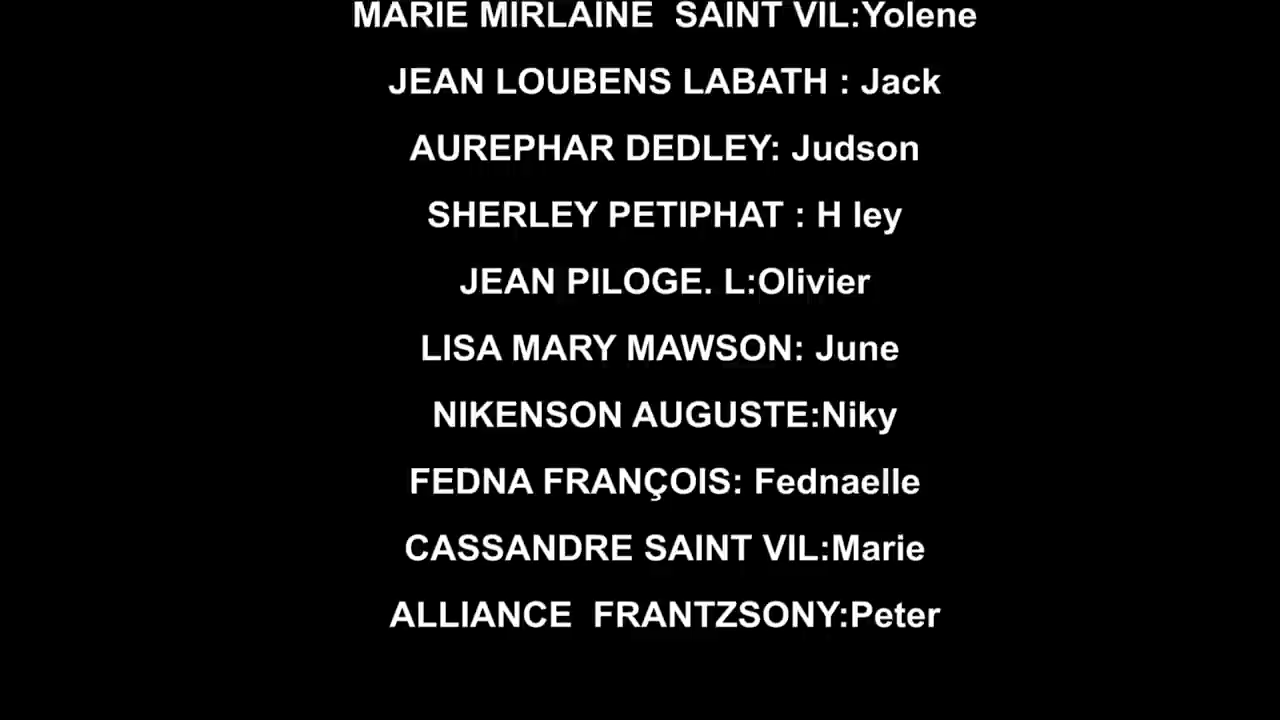 MARIE MIRLAINE  SAINT VIL:Yolene
JEAN LOUBENS LABATH : Jack
AUREPHAR DEDLEY: Judson
SHERLEY PETIPHAT : H ley
JEAN PILOGE. L:Olivier
LISA MARY MAWSON: June
NIKENSON AUGUSTE:Niky
FEDNA FRANÇOIS: Fednaelle
CASSANDRE SAINT VIL:Marie
ALLIANCE  FRANTZSONY:Peter